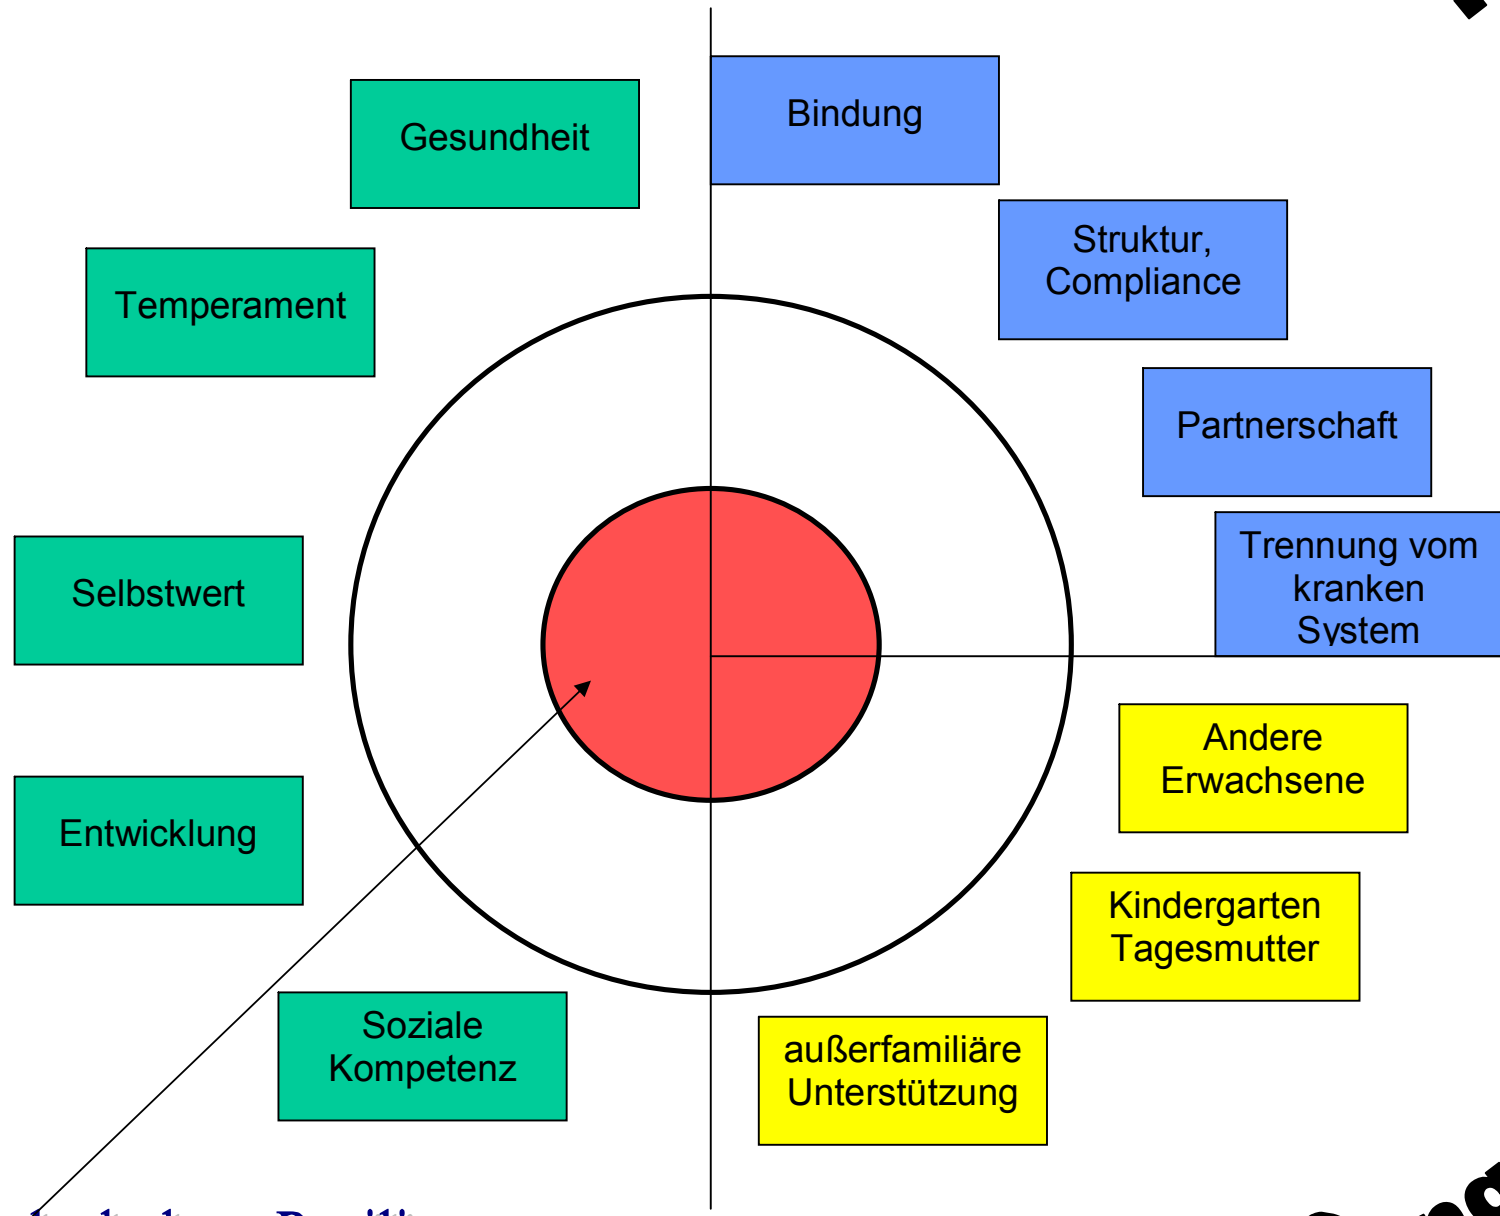 Gesundheit
Bindung
Struktur,
Compliance
Temperament
Partnerschaft
Trennung vom
kranken
System
Selbstwert
Andere
Erwachsene
Entwicklung
Kindergarten
Tagesmutter
Soziale
Kompetenz
außerfamiliäre
Unterstützung